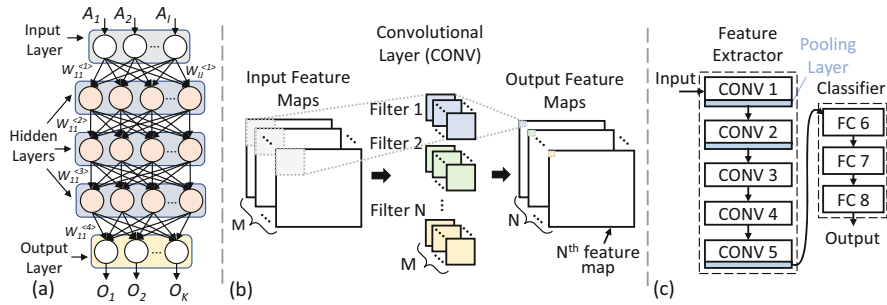 A1 A2 ... AI
Input
Layer
W11<1>
WIJ<1>
W11<2>
Hidden
Layers
W11<3>
W11<4>
Output
Layer
(a)
O1 O2 ... OK
Convolutional
Layer (CONV)
Input Feature
Maps
Output Feature
Maps
Filter 1
Filter 2
Filter N
M
M
N
Nth feature
map
(b)
Feature
Extractor
Pooling
Layer
Input
CONV 1
CONV 2
CONV 3
CONV 4
CONV 5
Classifier
FC 6
FC 7
FC 8
Output
(c)